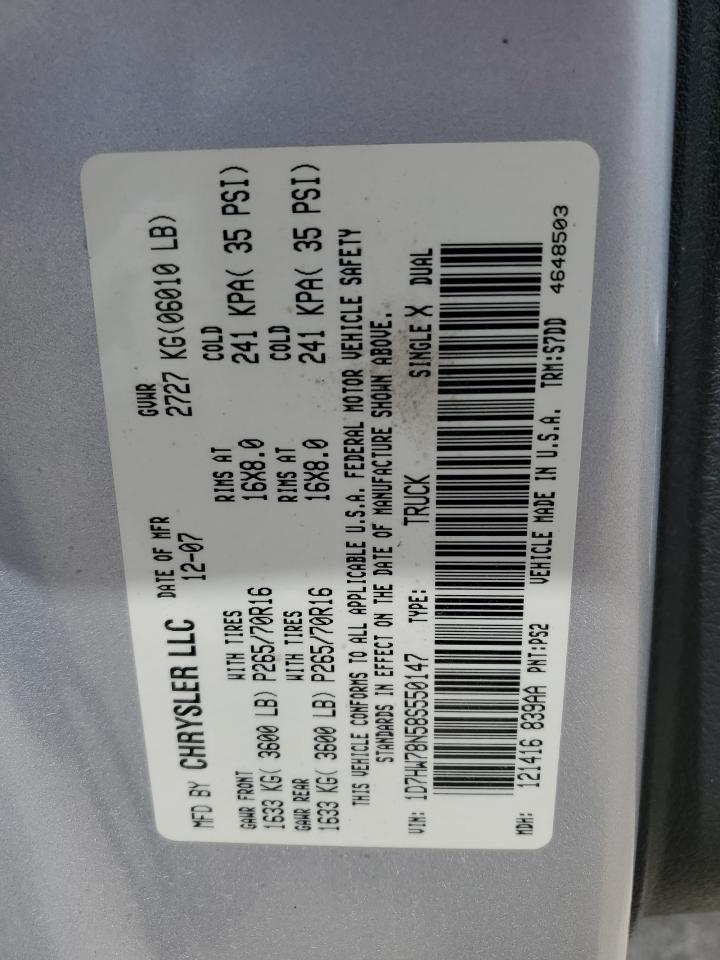 MFD BY CHRYSLER LLC DATE OF MFR 12-07 GVWR 2727 KG(06010 LB)
GAWR FRONT WITH TIRES RIMS AT COLD
1633 KG( 3600 LB) P265/70R16 16X8.0 241 KPA( 35 PSI)
GAWR REAR WITH TIRES RIMS AT COLD
1633 KG( 3600 LB) P265/70R16 16X8.0 241 KPA( 35 PSI)
THIS VEHICLE CONFORMS TO ALL APPLICABLE U.S.A. FEDERAL MOTOR VEHICLE SAFETY
STANDARDS IN EFFECT ON THE DATE OF MANUFACTURE SHOWN ABOVE.
VIN: 1D7HW78N58S550147 TYPE: TRUCK SINGLE X DUAL
MDH: 121416 839AA PNT:PS2 VEHICLE MADE IN U.S.A. TRM:S7DD 4648503